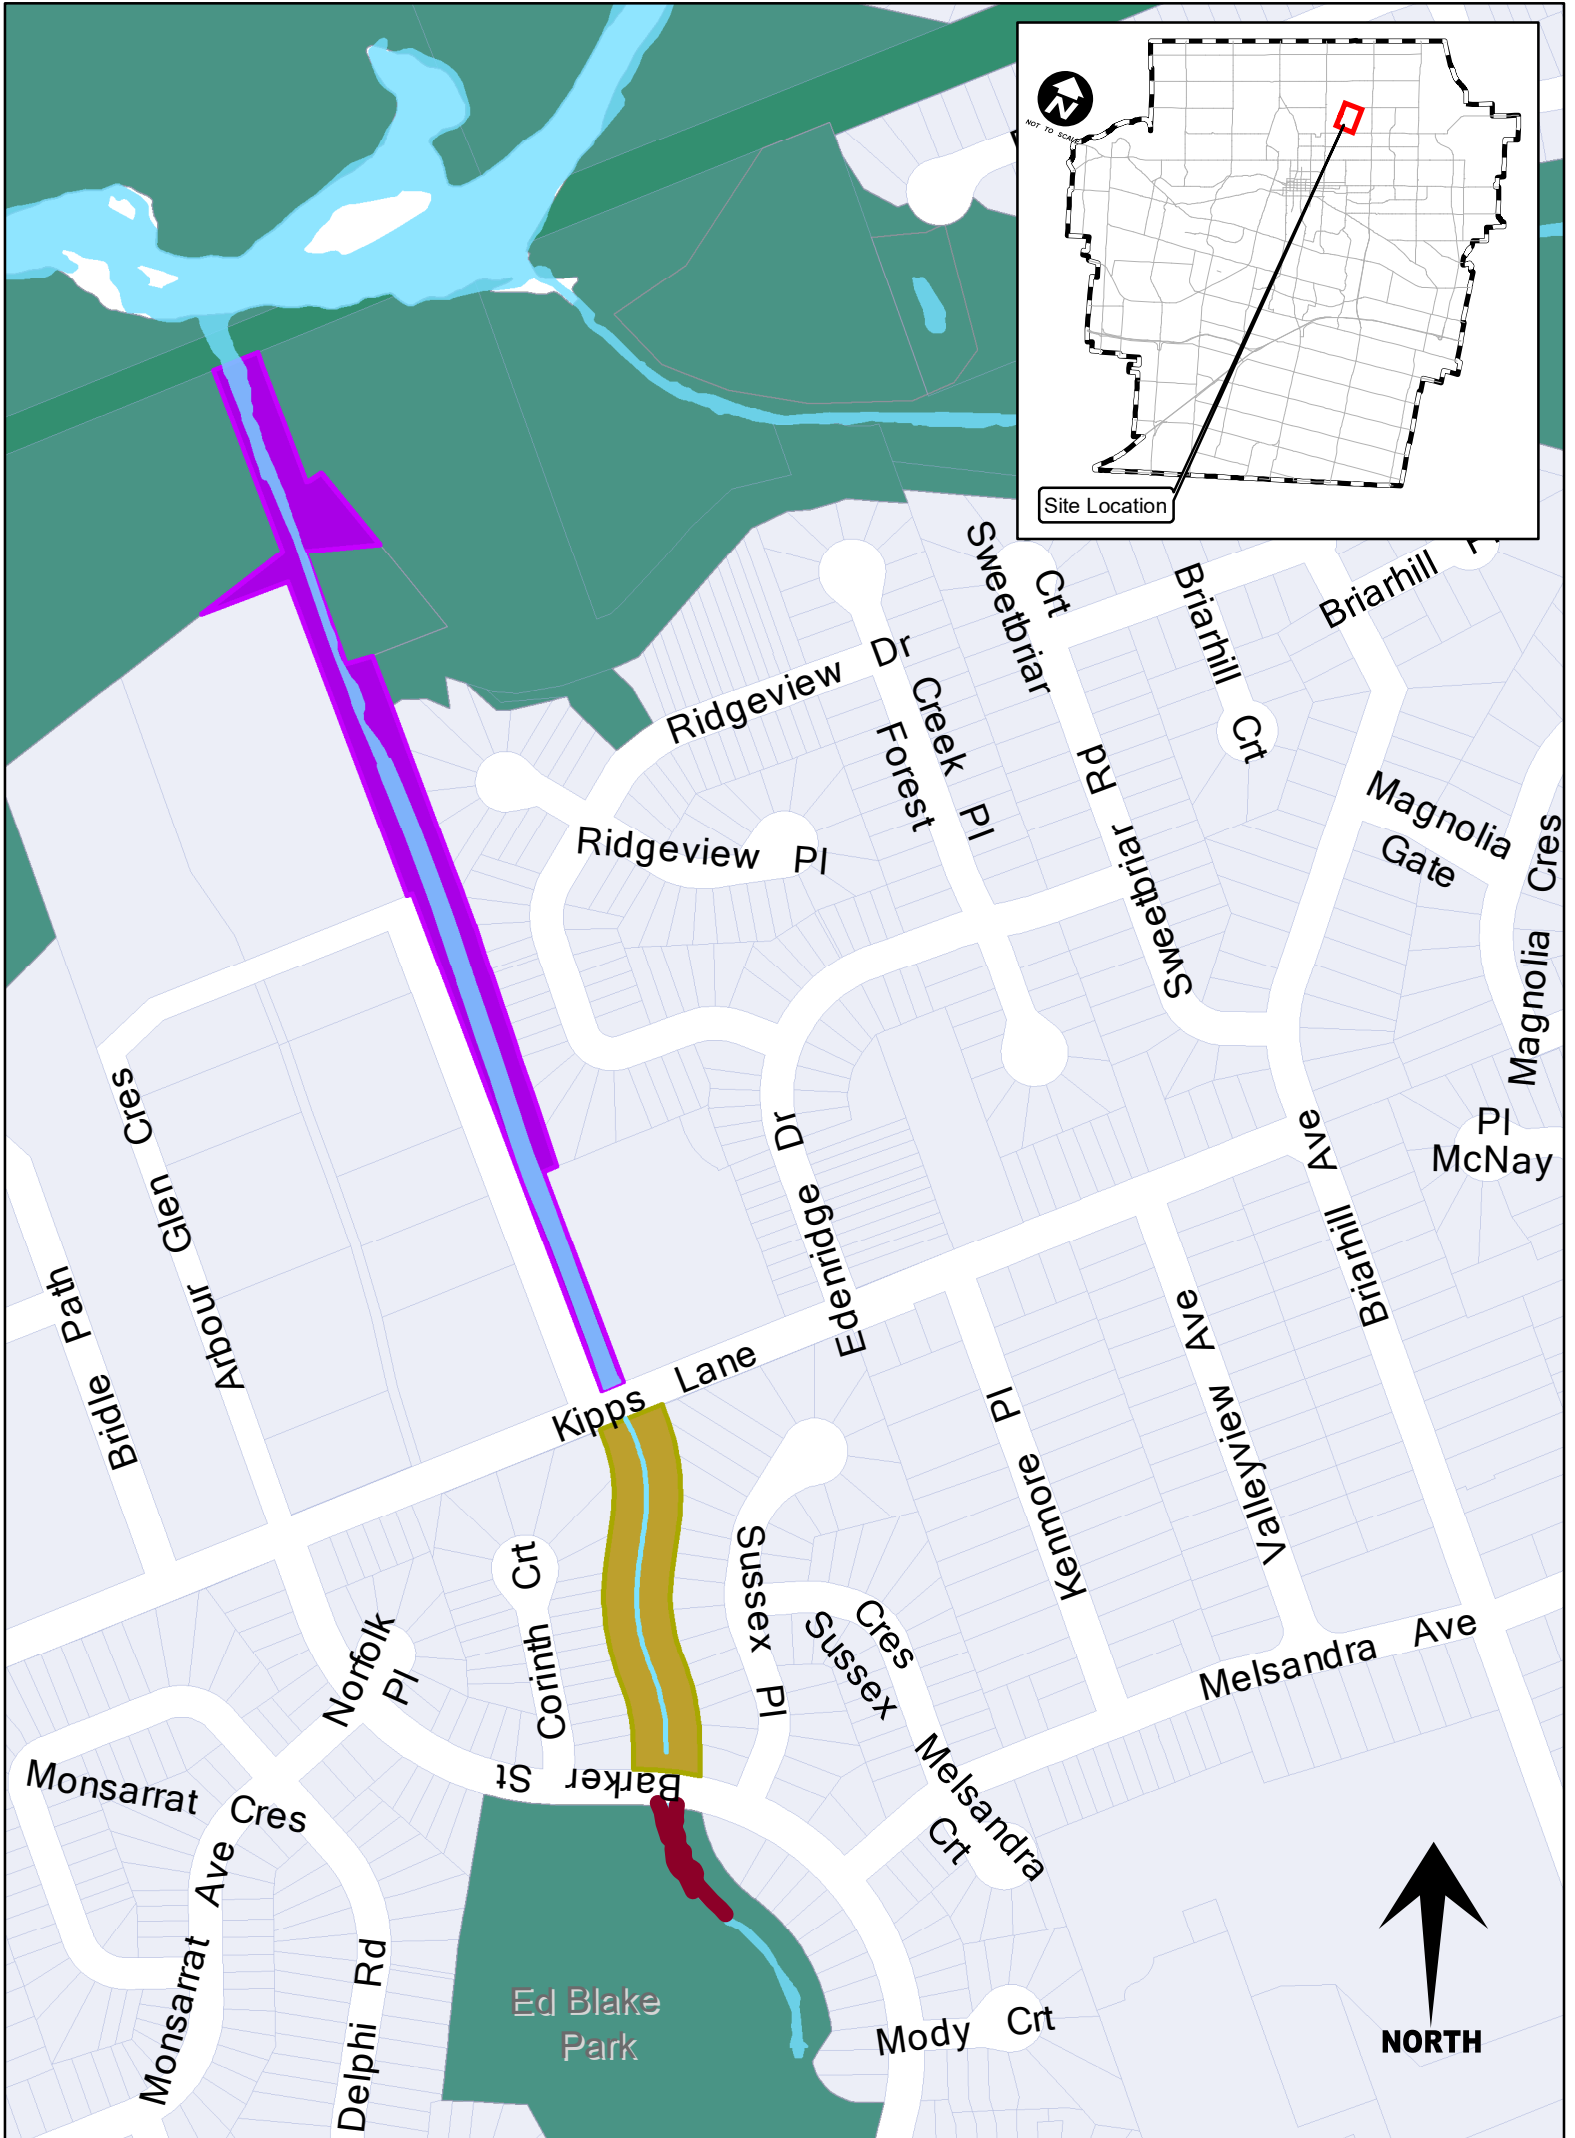 N
NOT TO SCALE
Site Location
Sweetbriar
Crt
Briarhill
Crt
Briarhill
Ridgeview Dr
Forest
Creek Pl
Sweetbriar Rd
Magnolia
Gate
Magnolia Cres
Ridgeview Pl
Pl
McNay
Arbour Glen Cres
Bridle Path
Edenridge Dr
Briarhill Ave
Kipps Lane
Kenmore Pl
Valleyview Ave
Corinth Crt
Sussex Pl
Sussex
Cres
Melsandra Ave
Norfolk
Pl
Barker St
Monsarrat Cres
Melsandra
Crt
Monsarrat Ave
Delphi Rd
Ed Blake
Park
Mody Crt
NORTH